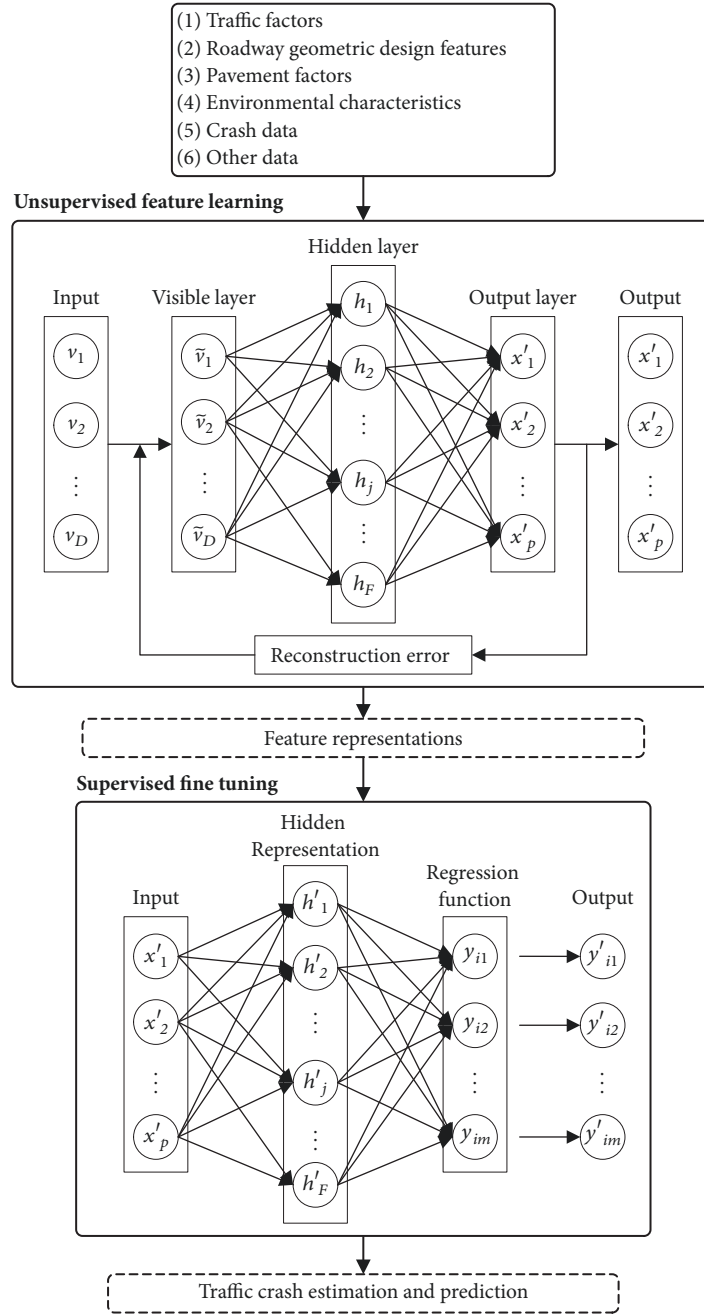 (1) Traffic factors
(2) Roadway geometric design features
(3) Pavement factors
(4) Environmental characteristics
(5) Crash data
(6) Other data
Unsupervised feature learning
Input
v1
v2
⋮
vD
Visible layer
ṽ1
ṽ2
⋮
ṽD
Hidden layer
h1
h2
⋮
hj
⋮
hF
Output layer
x′1
x′2
⋮
x′p
Output
x′1
x′2
⋮
x′p
Reconstruction error
Feature representations
Supervised fine tuning
Input
x′1
x′2
⋮
x′p
Hidden
Representation
h′1
h′2
⋮
h′j
⋮
h′F
Regression
function
yi1
yi2
⋮
yim
Output
y′i1
y′i2
⋮
y′im
Traffic crash estimation and prediction